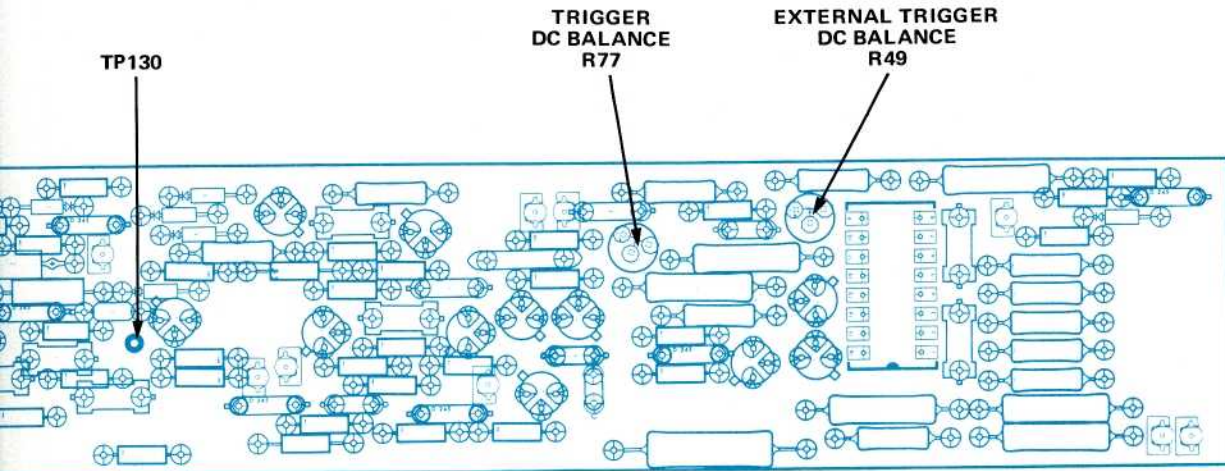 TP130
TRIGGER
DC BALANCE
R77
EXTERNAL TRIGGER
DC BALANCE
R49